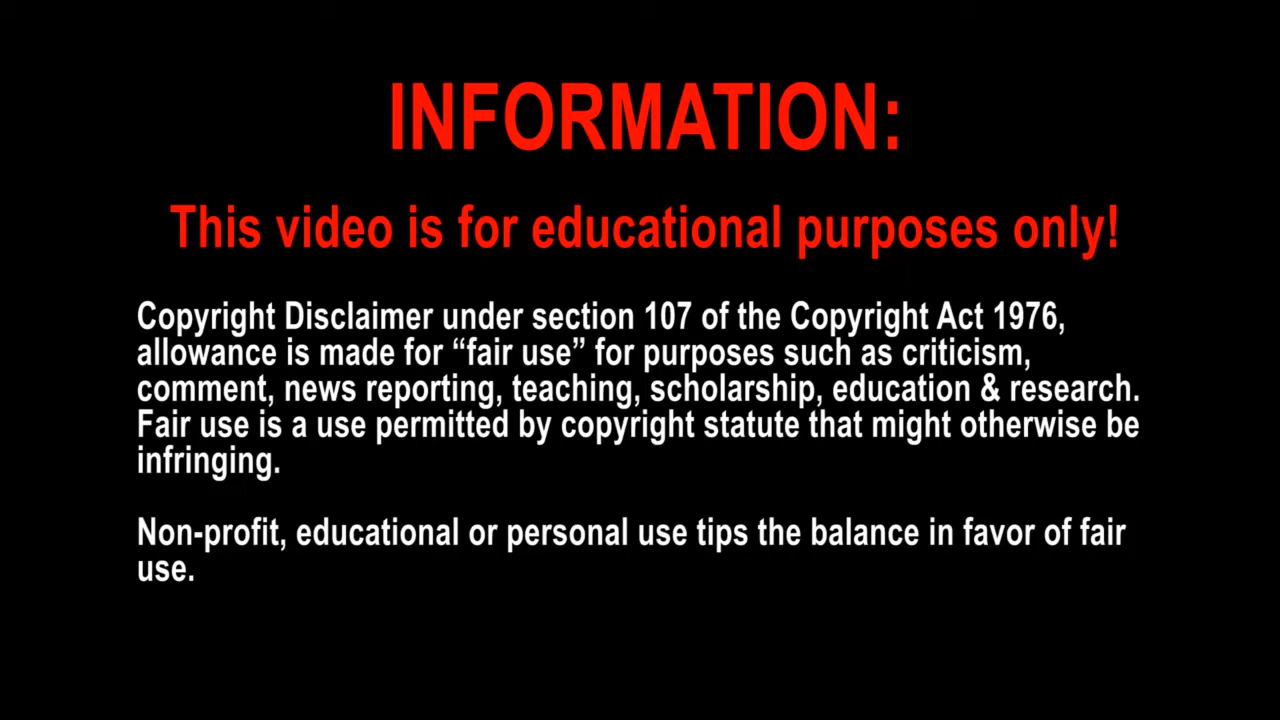 INFORMATION:
This video is for educational purposes only!
Copyright Disclaimer under section 107 of the Copyright Act 1976,
allowance is made for “fair use” for purposes such as criticism,
comment, news reporting, teaching, scholarship, education & research.
Fair use is a use permitted by copyright statute that might otherwise be
infringing.
Non-profit, educational or personal use tips the balance in favor of fair
use.